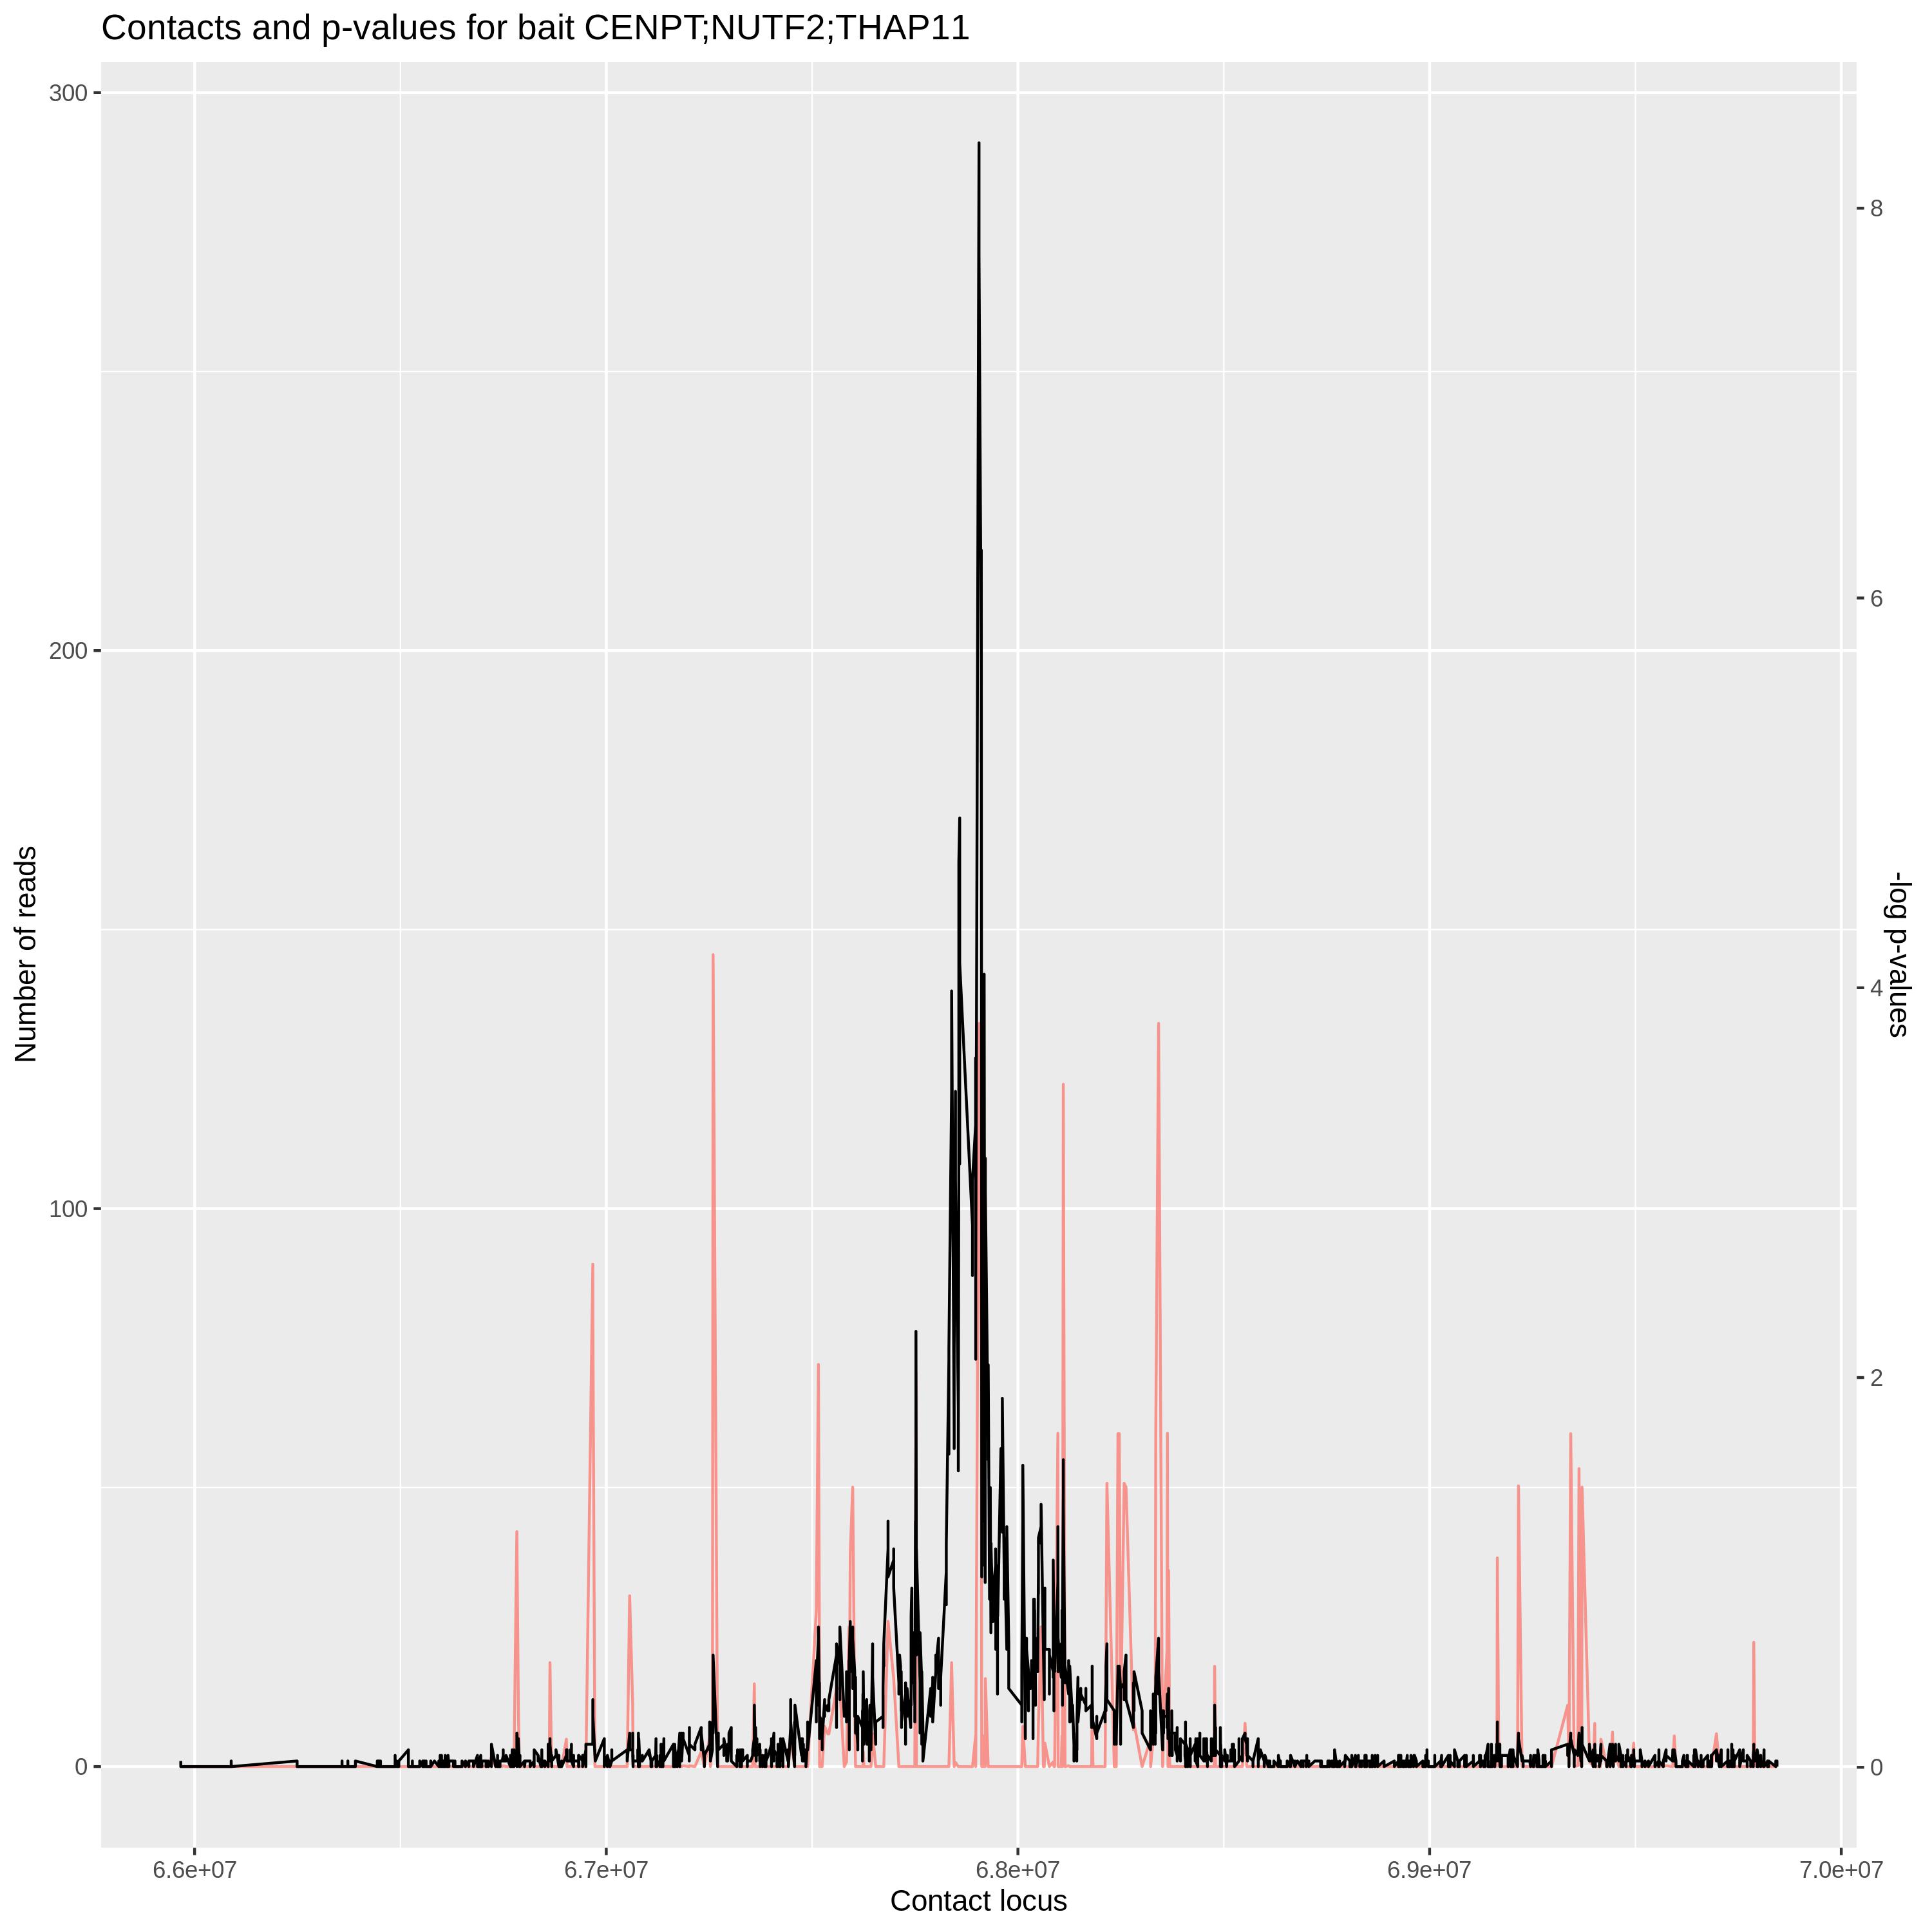 Contacts and p-values for bait CENPT;NUTF2;THAP11
300
200
100
0
Number of reads
8
6
4
2
0
-log p-values
6.6e+07 6.7e+07 6.8e+07 6.9e+07 7.0e+07
Contact locus